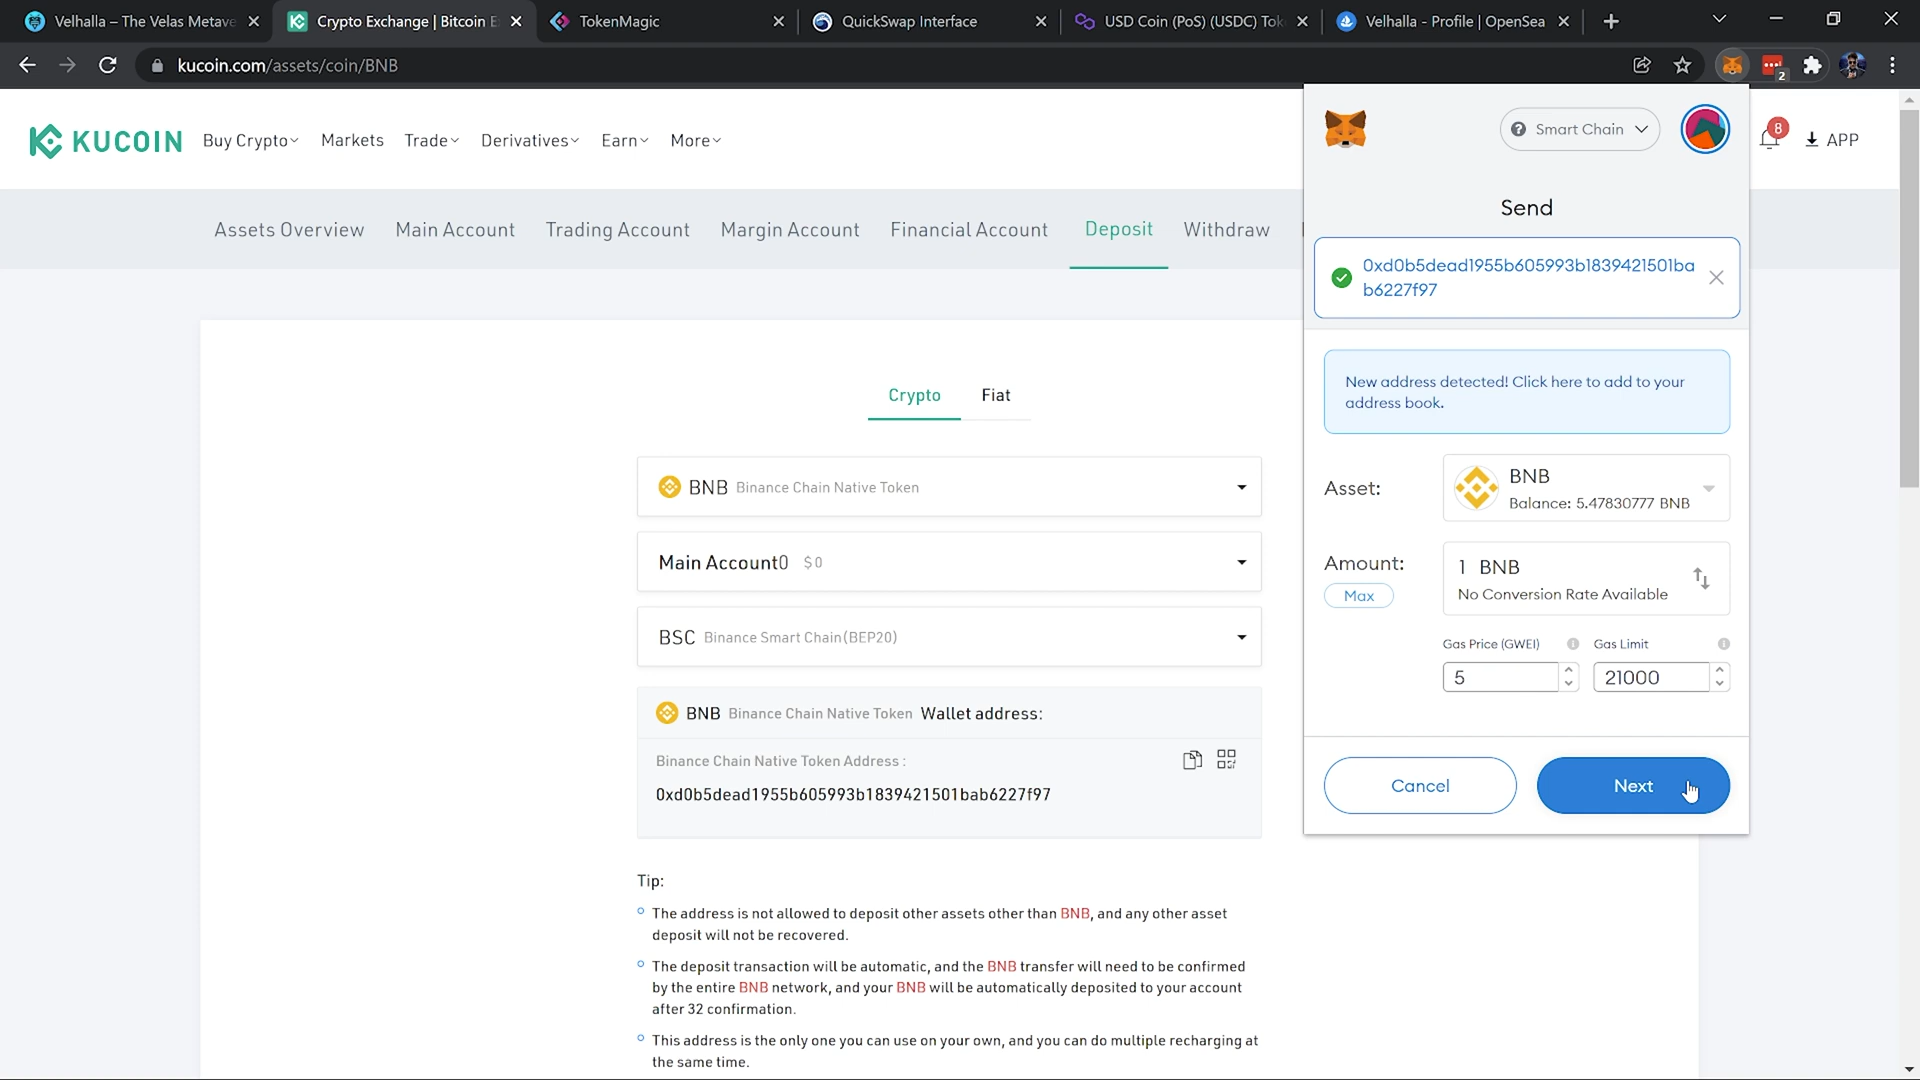 Velhalla – The Velas Metave
Crypto Exchange | Bitcoin E
TokenMagic
QuickSwap Interface
USD Coin (PoS) (USDC) Tok
Velhalla - Profile | OpenSea
kucoin.com/assets/coin/BNB
2
KUCOIN
Buy Crypto
Markets
Trade
Derivatives
Earn
More
8
APP
Assets Overview
Main Account
Trading Account
Margin Account
Financial Account
Deposit
Withdraw
Crypto
Fiat
BNB Binance Chain Native Token
Main Account0 $0
BSC Binance Smart Chain(BEP20)
BNB Binance Chain Native Token Wallet address:
Binance Chain Native Token Address :
0xd0b5dead1955b605993b1839421501bab6227f97
Tip:
The address is not allowed to deposit other assets other than BNB, and any other asset
deposit will not be recovered.
The deposit transaction will be automatic, and the BNB transfer will need to be confirmed
by the entire BNB network, and your BNB will be automatically deposited to your account
after 32 confirmation.
This address is the only one you can use on your own, and you can do multiple recharging at
the same time.
Smart Chain
Send
0xd0b5dead1955b605993b1839421501ba
b6227f97
New address detected! Click here to add to your
address book.
Asset:
BNB
Balance: 5.47830777 BNB
Amount:
Max
1 BNB
No Conversion Rate Available
Gas Price (GWEI)
Gas Limit
5
21000
Cancel
Next